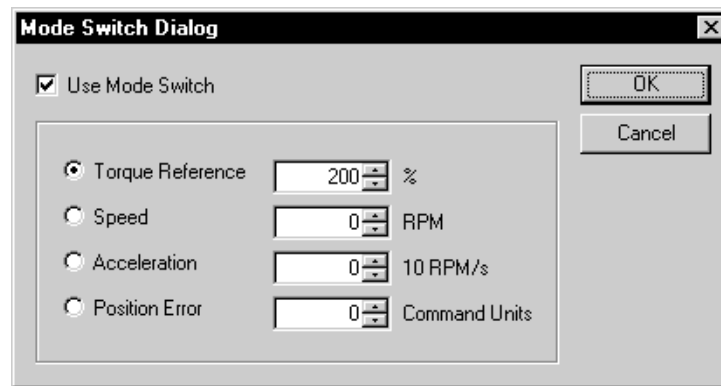 Mode Switch Dialog
Use Mode Switch
OK
Cancel
Torque Reference 200 %
Speed 0 RPM
Acceleration 0 10 RPM/s
Position Error 0 Command Units